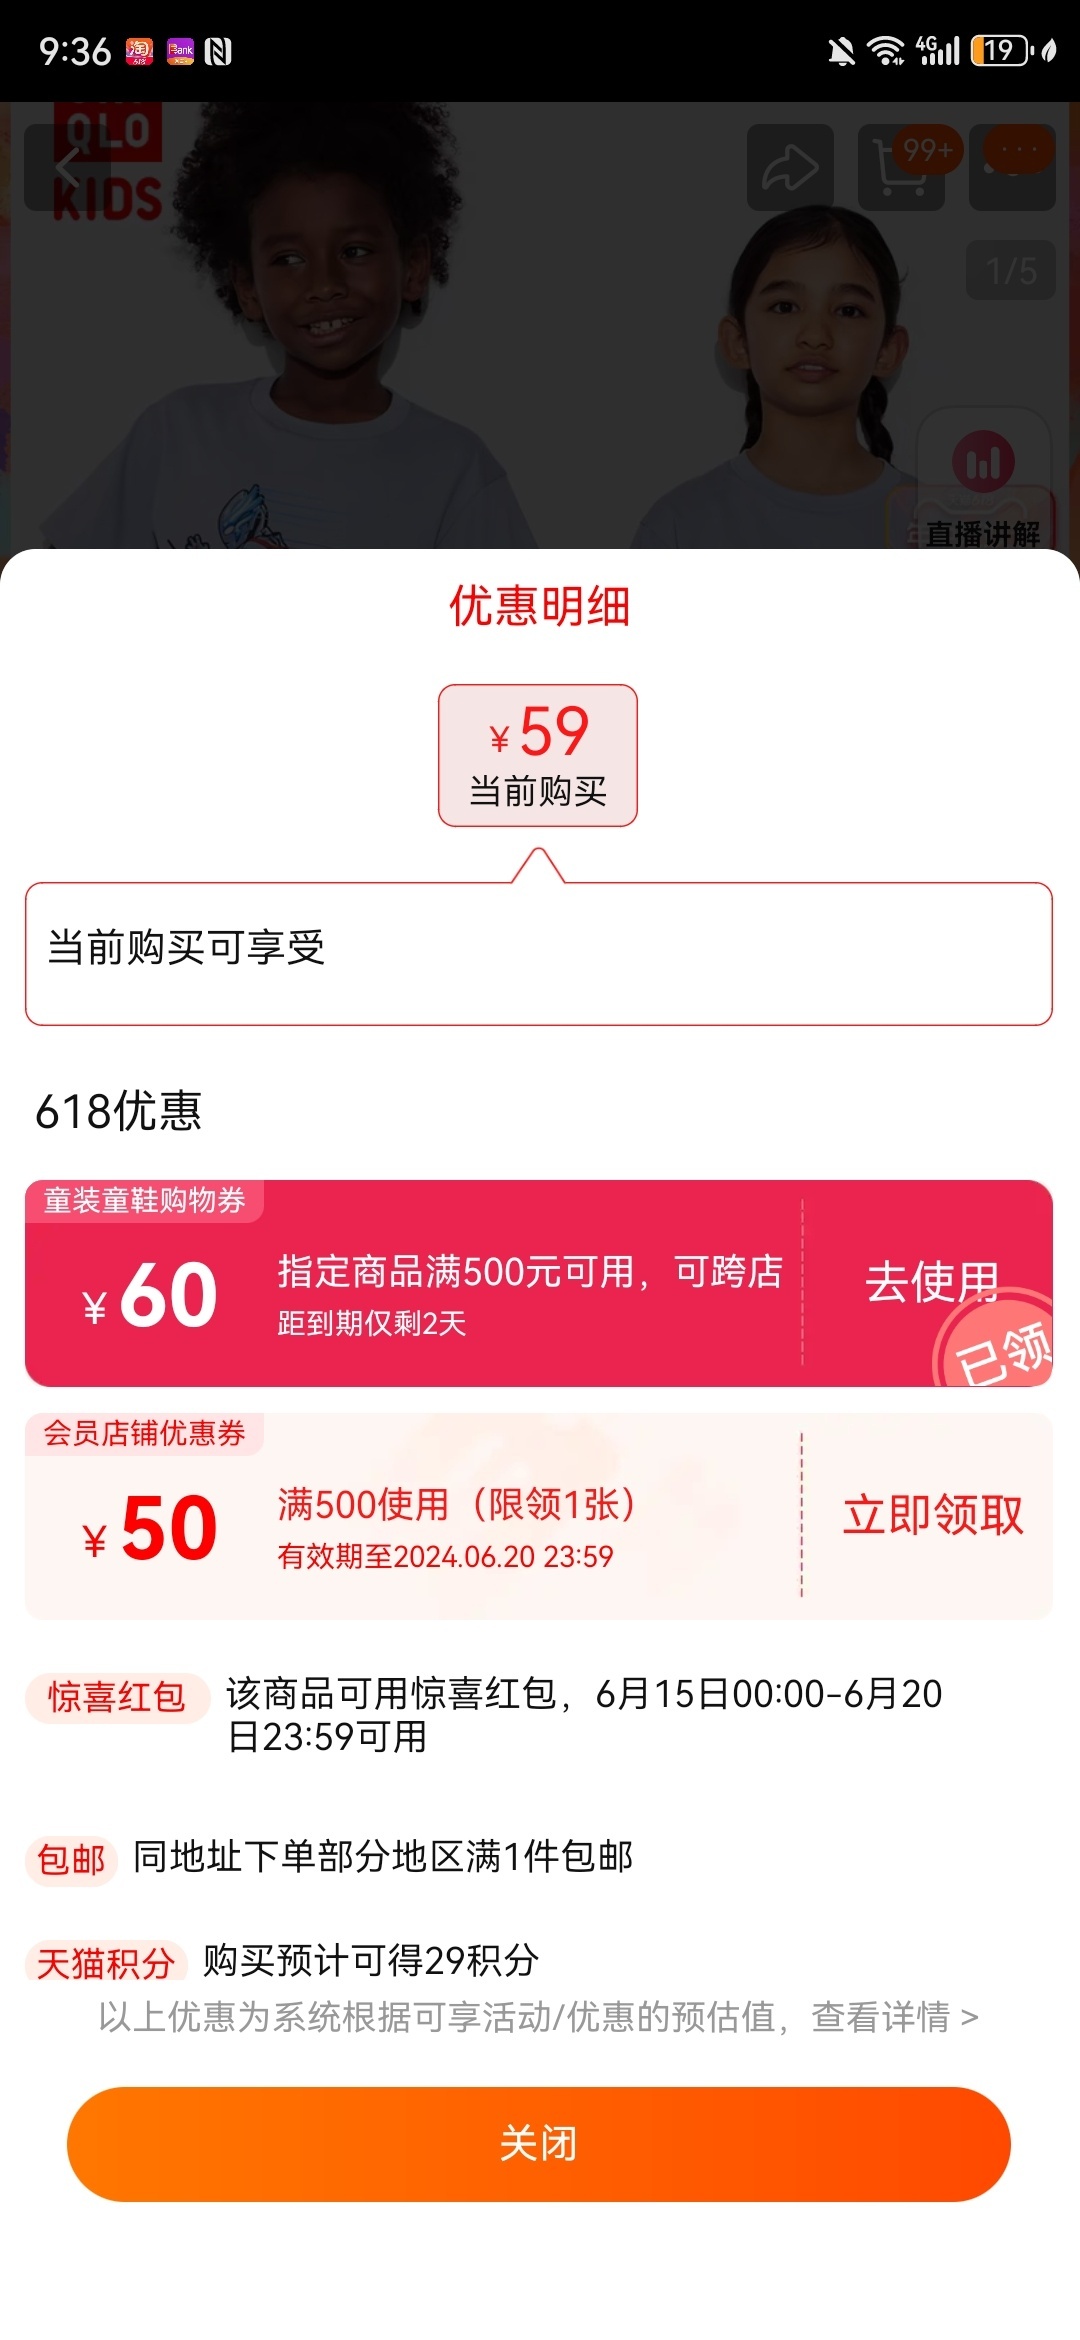 9:36
淘
618
Bank
4G
19
QLO
KIDS
99+
1/5
直播讲解
优惠明细
¥59
当前购买
当前购买可享受
618优惠
童装童鞋购物券
¥60
指定商品满500元可用，可跨店
距到期仅剩2天
去使用
已领
会员店铺优惠券
¥50
满500使用（限领1张）
有效期至2024.06.20 23:59
立即领取
惊喜红包 该商品可用惊喜红包，6月15日00:00-6月20
日23:59可用
包邮 同地址下单部分地区满1件包邮
天猫积分 购买预计可得29积分
以上优惠为系统根据可享活动/优惠的预估值，查看详情 >
关闭